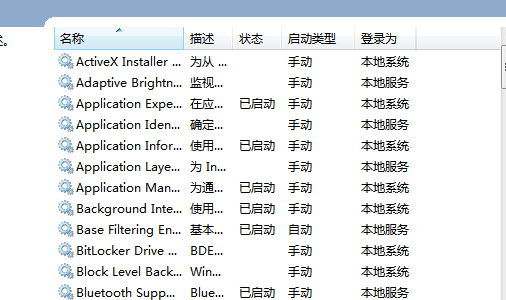 名称 描述 状态 启动类型 登录为
ActiveX Installer ... 为从 ... 手动 本地系统
Adaptive Brightn... 监视... 手动 本地服务
Application Expe... 在应... 已启动 手动 本地系统
Application Iden... 确定... 手动 本地服务
Application Infor... 使用... 已启动 手动 本地系统
Application Laye... 为 In... 手动 本地服务
Application Man... 为通... 已启动 手动 本地系统
Background Inte... 使用... 已启动 手动 本地系统
Base Filtering En... 基本... 已启动 自动 本地服务
BitLocker Drive ... BDE... 手动 本地系统
Block Level Back... Win... 手动 本地系统
Bluetooth Supp... Blue... 已启动 手动 本地服务